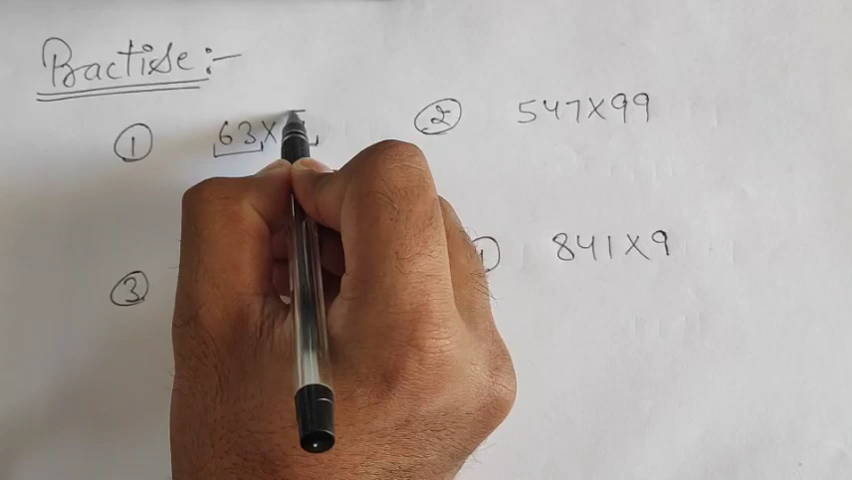 Practise:-
① 63X
② 547X99
③
841X9